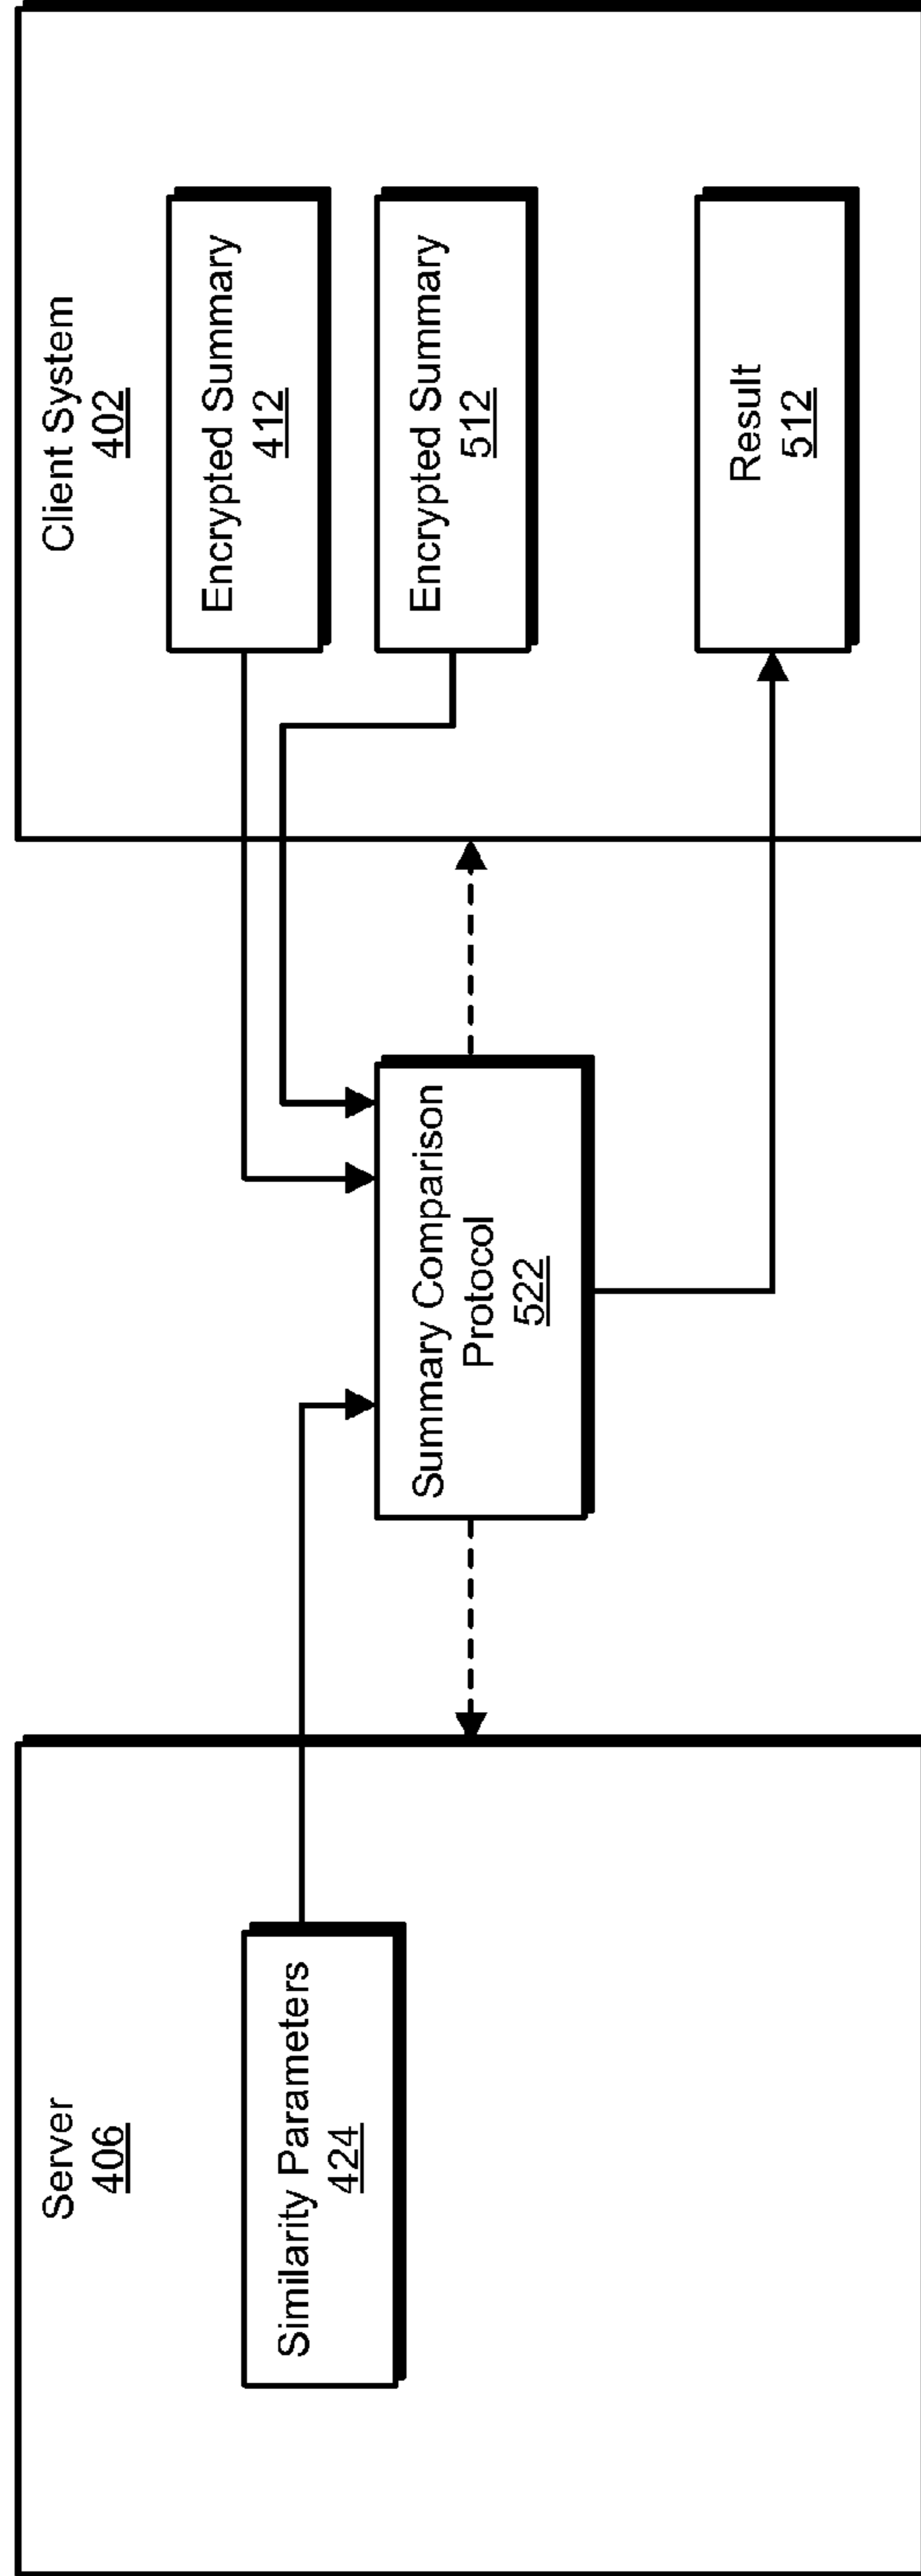 Server
406
Similarity Parameters
424
Summary Comparison
Protocol
522
Client System
402
Encrypted Summary
412
Encrypted Summary
512
Result
512